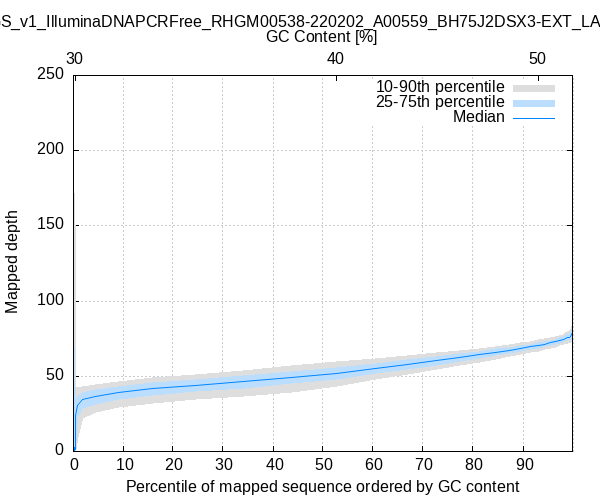 S_v1_IlluminaDNAPCRFree_RHGM00538-220202_A00559_BH75J2DSX3-EXT_LA
GC Content [%]
30 40 50
250
200
150
100
50
0
Mapped depth
10-90th percentile
25-75th percentile
Median
0 10 20 30 40 50 60 70 80 90
Percentile of mapped sequence ordered by GC content